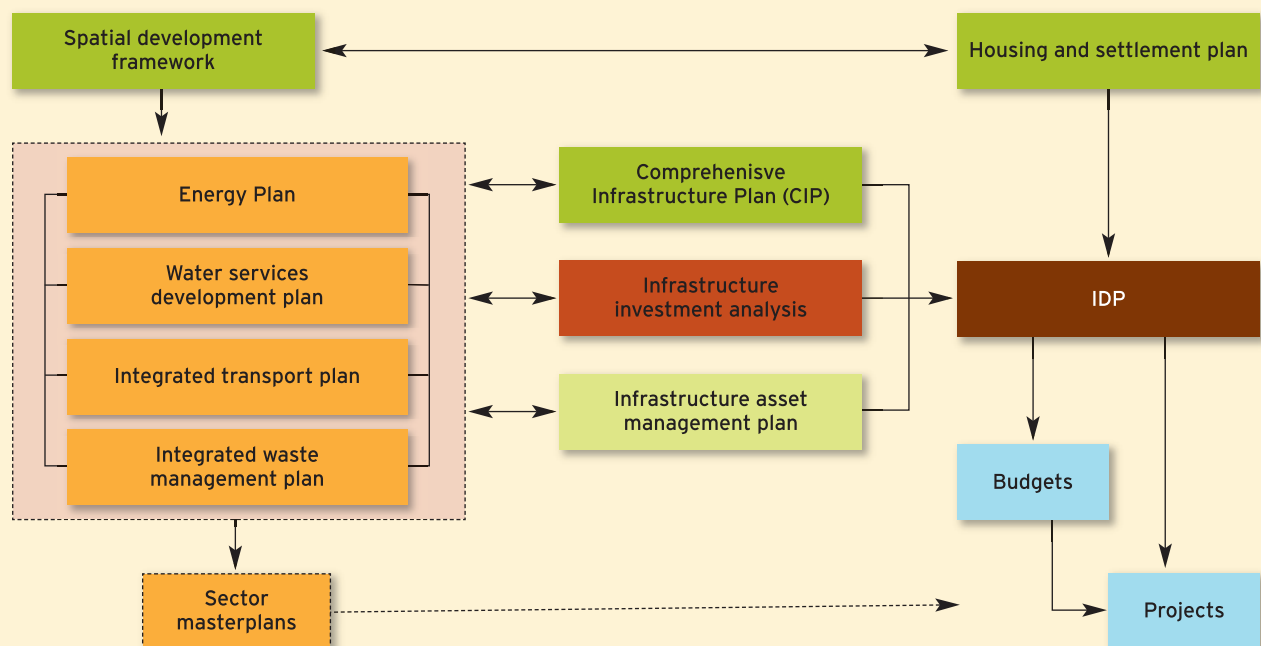 Spatial development
framework
Housing and settlement plan
Energy Plan
Comprehenisve
Infrastructure Plan (CIP)
Water services
development plan
Infrastructure
investment analysis
IDP
Integrated transport plan
Infrastructure asset
management plan
Integrated waste
management plan
Budgets
Sector
masterplans
Projects